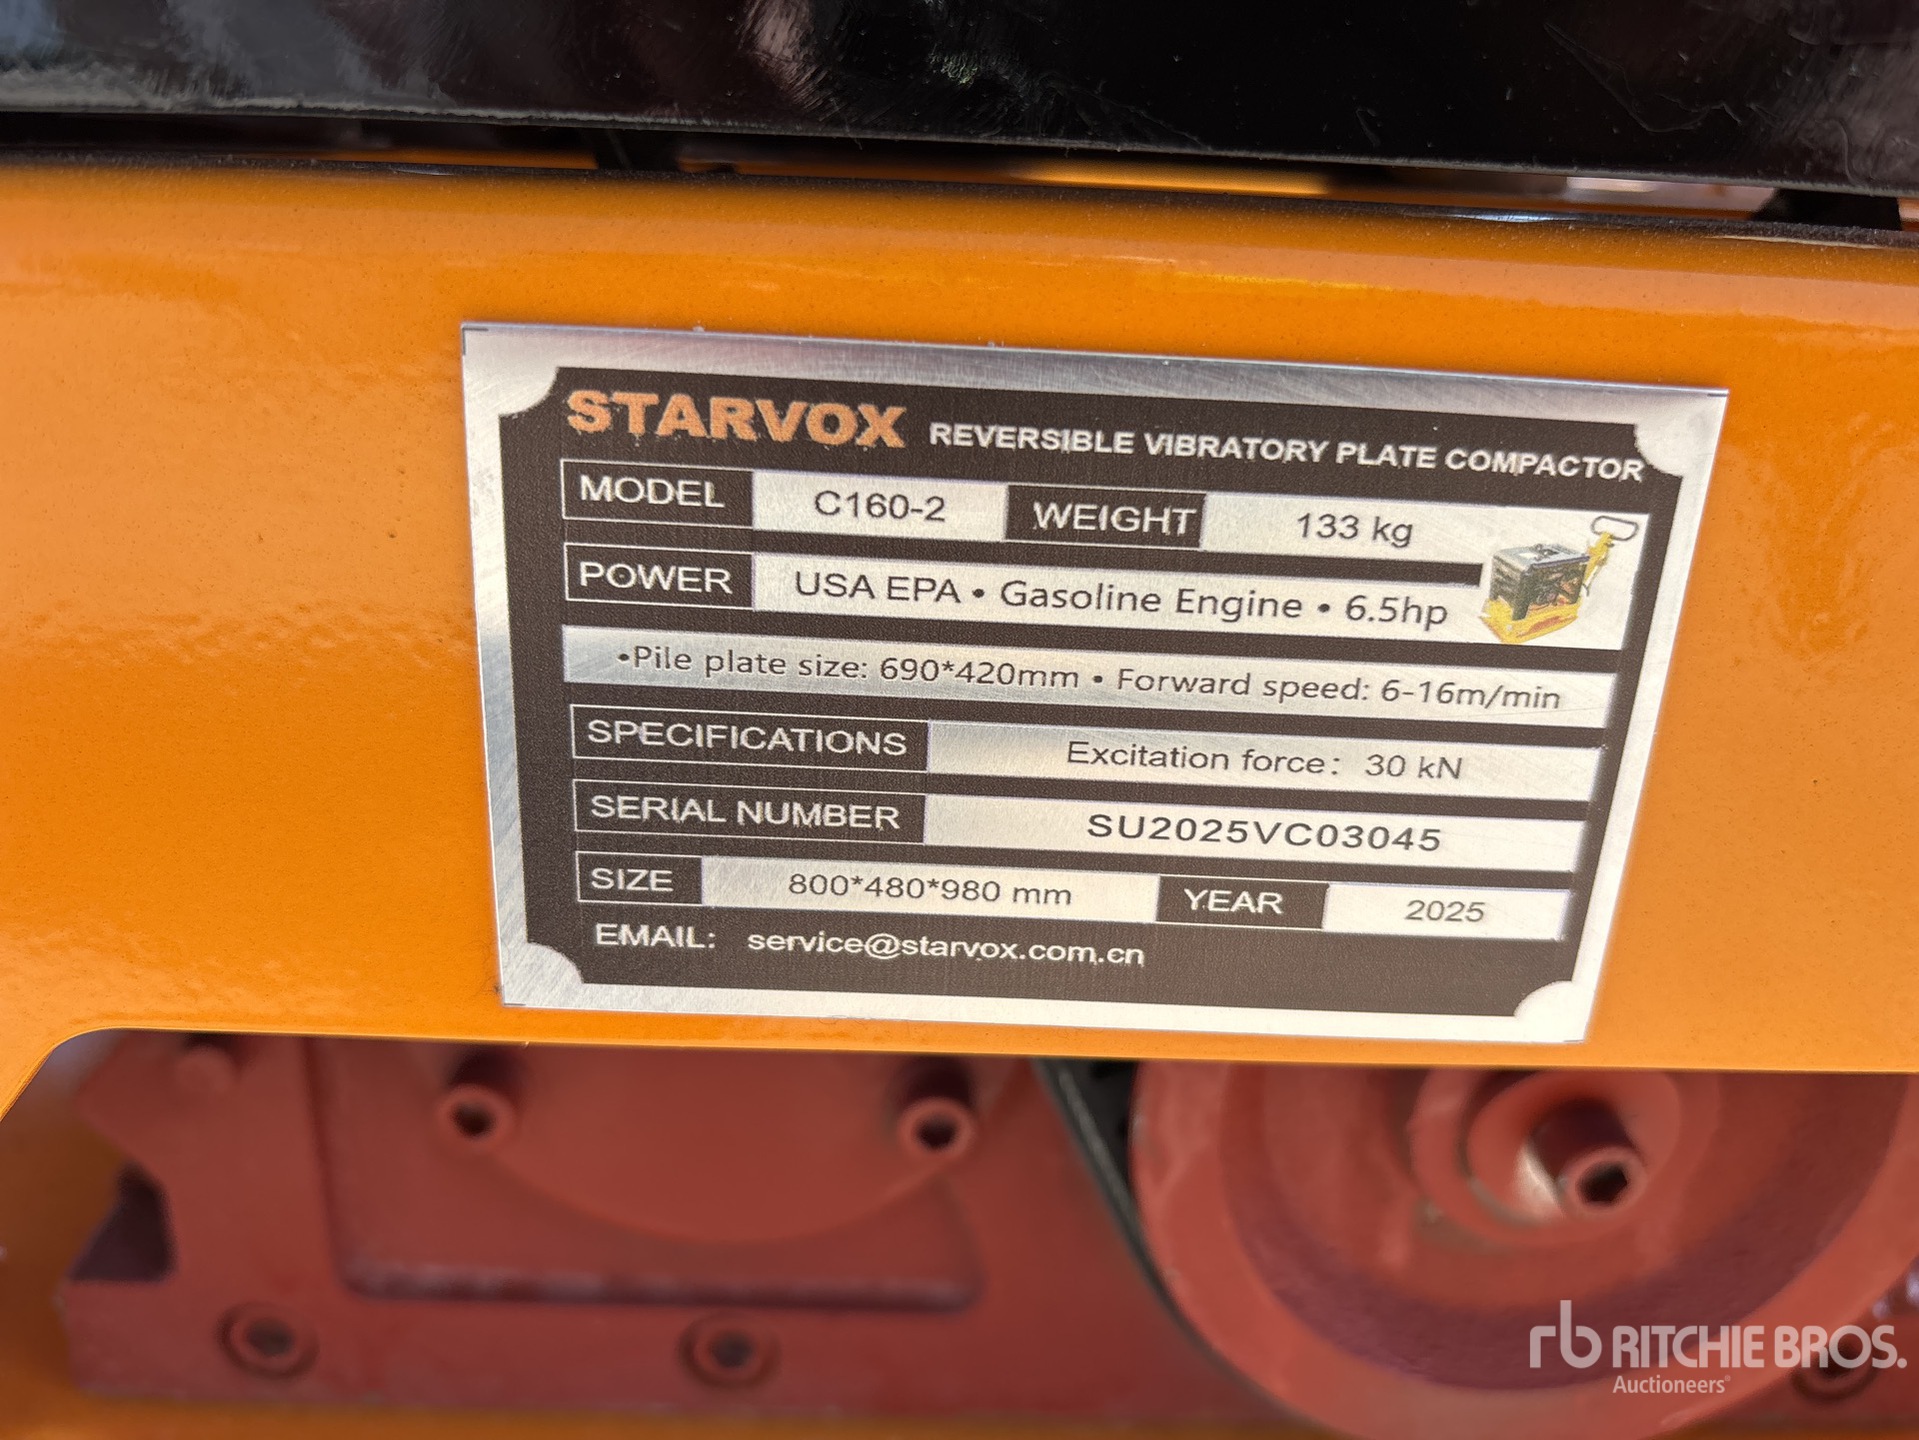 STARVOX REVERSIBLE VIBRATORY PLATE COMPACTOR
MODEL C160-2 WEIGHT 133 kg
POWER USA EPA • Gasoline Engine • 6.5hp
•Pile plate size: 690*420mm • Forward speed: 6-16m/min
SPECIFICATIONS Excitation force: 30 kN
SERIAL NUMBER SU2025VC03045
SIZE 800*480*980 mm YEAR 2025
EMAIL: service@starvox.com.cn
rb RITCHIE BROS.
Auctioneers®